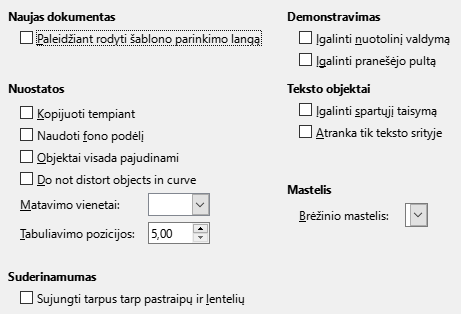 Naujas dokumentas
Paleidžiant rodyti šablono parinkimo langą
Nuostatos
Kopijuoti tempiant
Naudoti fono podėlį
Objektai visada pajudinami
Do not distort objects in curve
Matavimo vienetai:
Tabuliavimo pozicijos: 5,00
Suderinamumas
Sujungti tarpus tarp pastraipų ir lentelių
Demonstravimas
Įgalinti nuotolinį valdymą
Įgalinti pranešėjo pultą
Teksto objektai
Įgalinti spartųjį taisymą
Atranka tik teksto srityje
Mastelis
Brėžinio mastelis: